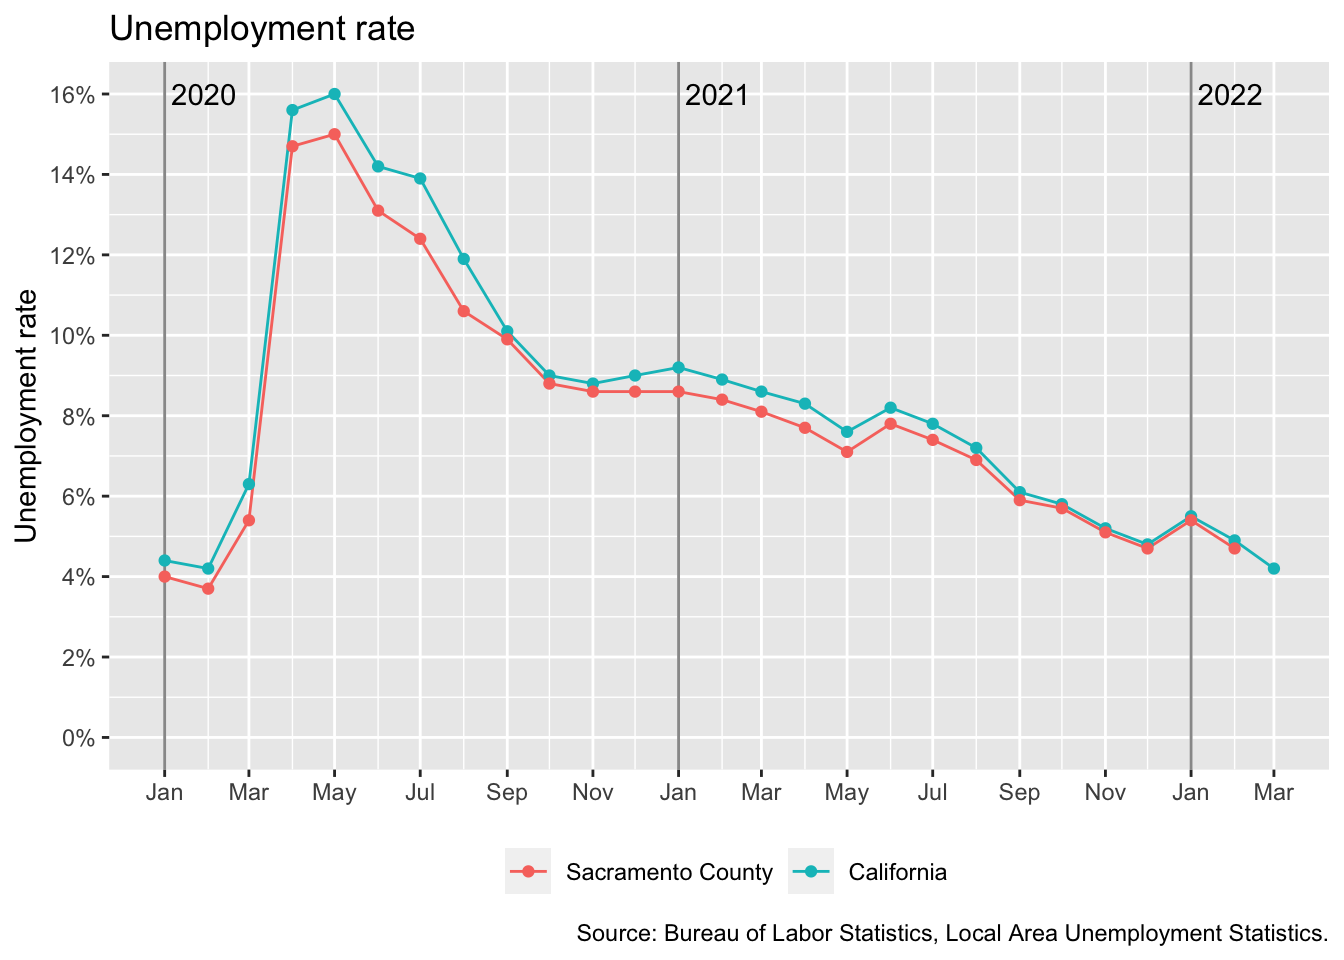 Unemployment rate
2020 2021 2022
16%
14%
12%
10%
8%
6%
4%
2%
0%
Unemployment rate
Jan Mar May Jul Sep Nov Jan Mar May Jul Sep Nov Jan Mar
Sacramento County California
Source: Bureau of Labor Statistics, Local Area Unemployment Statistics.